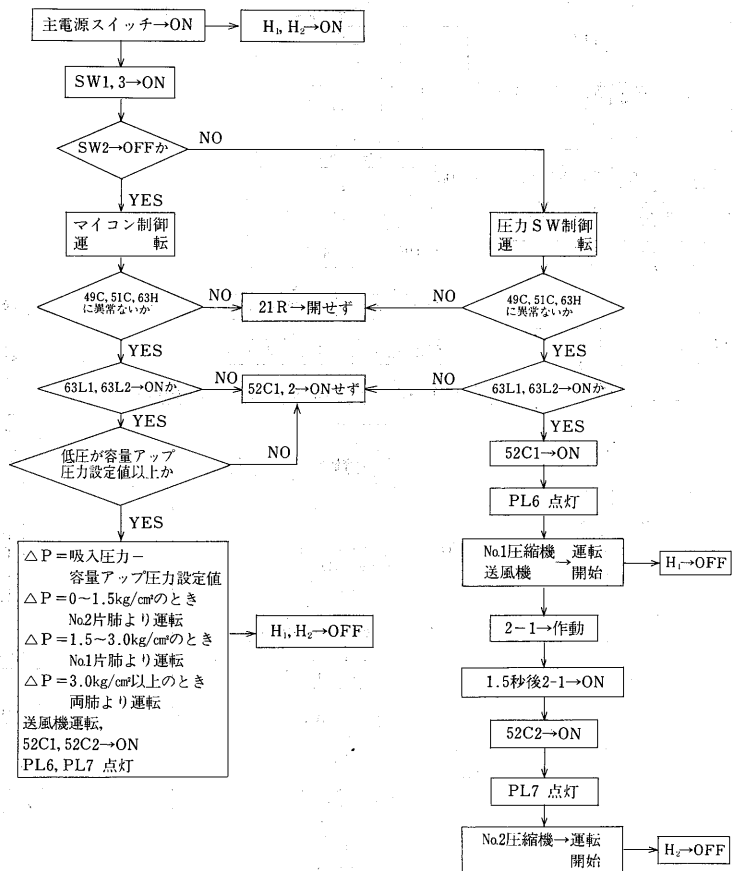 主電源スイッチ→ON
H₁, H₂→ON
SW1, 3→ON
SW2→OFFか
NO
YES
マイコン制御
運　　　転
圧力SW制御
運　　　転
49C, 51C, 63H
に異常ないか
NO
21R→開せず
NO
49C, 51C, 63H
に異常ないか
YES
YES
63L1, 63L2→ONか
NO
52C1, 2→ONせず
NO
63L1, 63L2→ONか
YES
YES
低圧が容量アップ
圧力設定値以上か
NO
YES
52C1→ON
PL6 点灯
No.1圧縮機→運転
送風機　　　開始
H₁→OFF
2-1→作動
1.5秒後2-1→ON
52C2→ON
PL7 点灯
No.2圧縮機→運転
開始
H₂→OFF
△P＝吸入圧力－
容量アップ圧力設定値
△P＝0〜1.5kg/cm²のとき
No.2片肺より運転
△P＝1.5〜3.0kg/cm²のとき
No.1片肺より運転
△P＝3.0kg/cm²以上のとき
両肺より運転
送風機運転,
52C1, 52C2→ON
PL6, PL7 点灯
H₁, H₂→OFF